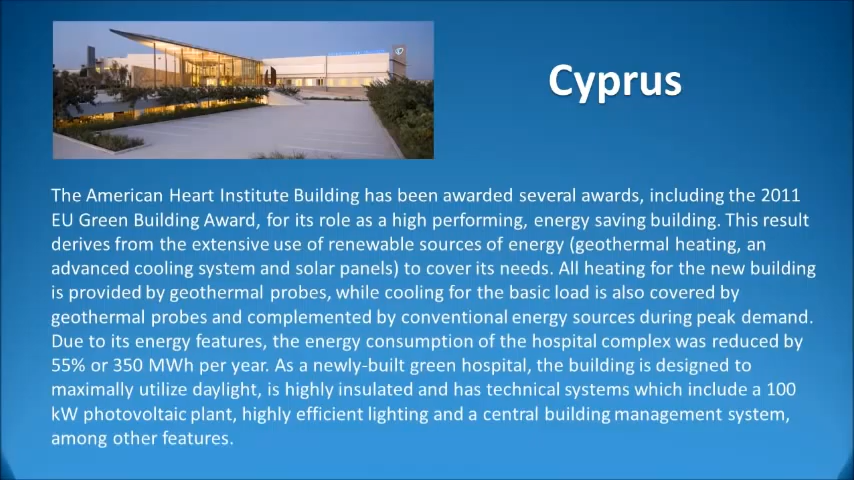 Cyprus
The American Heart Institute Building has been awarded several awards, including the 2011
EU Green Building Award, for its role as a high performing, energy saving building. This result
derives from the extensive use of renewable sources of energy (geothermal heating, an
advanced cooling system and solar panels) to cover its needs. All heating for the new building
is provided by geothermal probes, while cooling for the basic load is also covered by
geothermal probes and complemented by conventional energy sources during peak demand.
Due to its energy features, the energy consumption of the hospital complex was reduced by
55% or 350 MWh per year. As a newly-built green hospital, the building is designed to
maximally utilize daylight, is highly insulated and has technical systems which include a 100
kW photovoltaic plant, highly efficient lighting and a central building management system,
among other features.